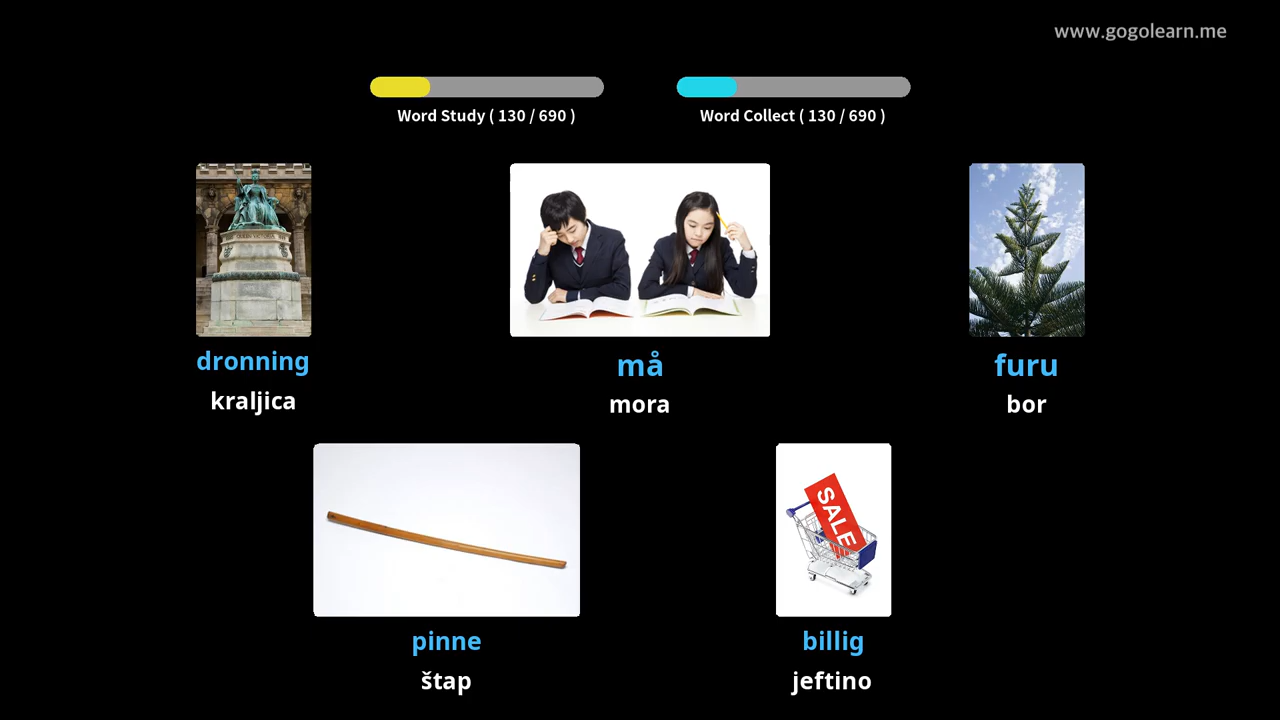 www.gogolearn.me
Word Study ( 130 / 690 )
Word Collect ( 130 / 690 )
dronning
kraljica
må
mora
furu
bor
SALE
pinne
štap
billig
jeftino